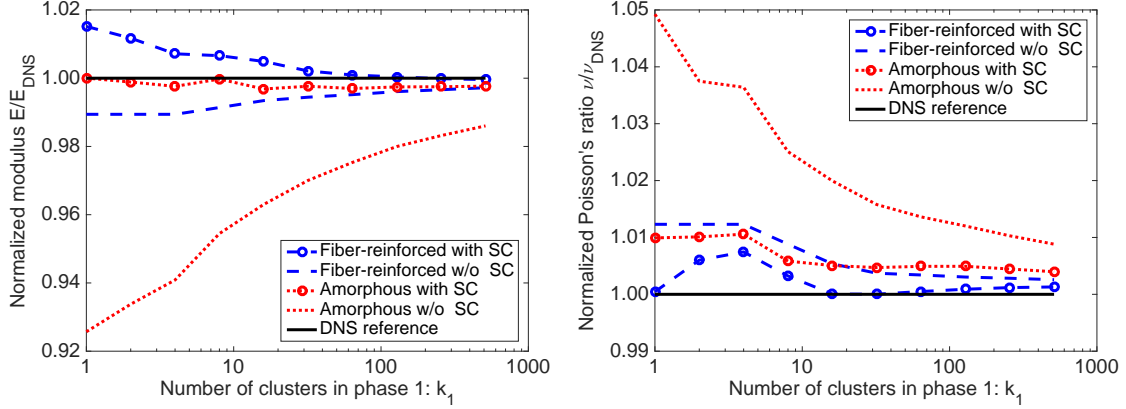 1.02
1.00
0.98
0.96
0.94
0.92
Normalized modulus E/E_DNS
Fiber-reinforced with SC
Fiber-reinforced w/o SC
Amorphous with SC
Amorphous w/o SC
DNS reference
1 10 100 1000
Number of clusters in phase 1: k_1
1.05
1.04
1.03
1.02
1.01
1.00
0.99
Normalized Poisson's ratio ν/ν_DNS
Fiber-reinforced with SC
Fiber-reinforced w/o SC
Amorphous with SC
Amorphous w/o SC
DNS reference
1 10 100 1000
Number of clusters in phase 1: k_1